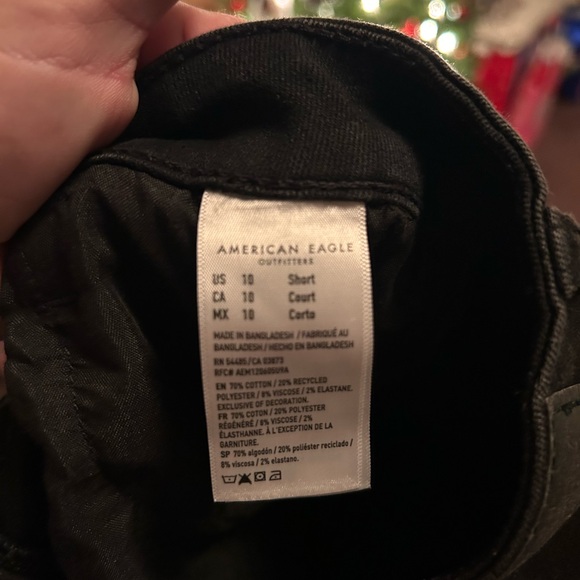 AMERICAN EAGLE
OUTFITTERS
US 10 Short
CA 10 Court
MX 10 Corto
MADE IN BANGLADESH / FABRIQUÉ AU
BANGLADESH / HECHO EN BANGLADESH
RN 54485/CA 03873
RFC# AEM120605U9A
EN 70% COTTON / 20% RECYCLED
POLYESTER / 8% VISCOSE / 2% ELASTANE.
EXCLUSIVE OF DECORATION.
FR 70% COTON / 20% POLYESTER
RÉGÉNÉRÉ / 8% VISCOSE / 2%
ÉLASTHANNE. À L'EXCEPTION DE LA
GARNITURE.
SP 70% algodón / 20% poliéster reciclado /
8% viscosa / 2% elastano.